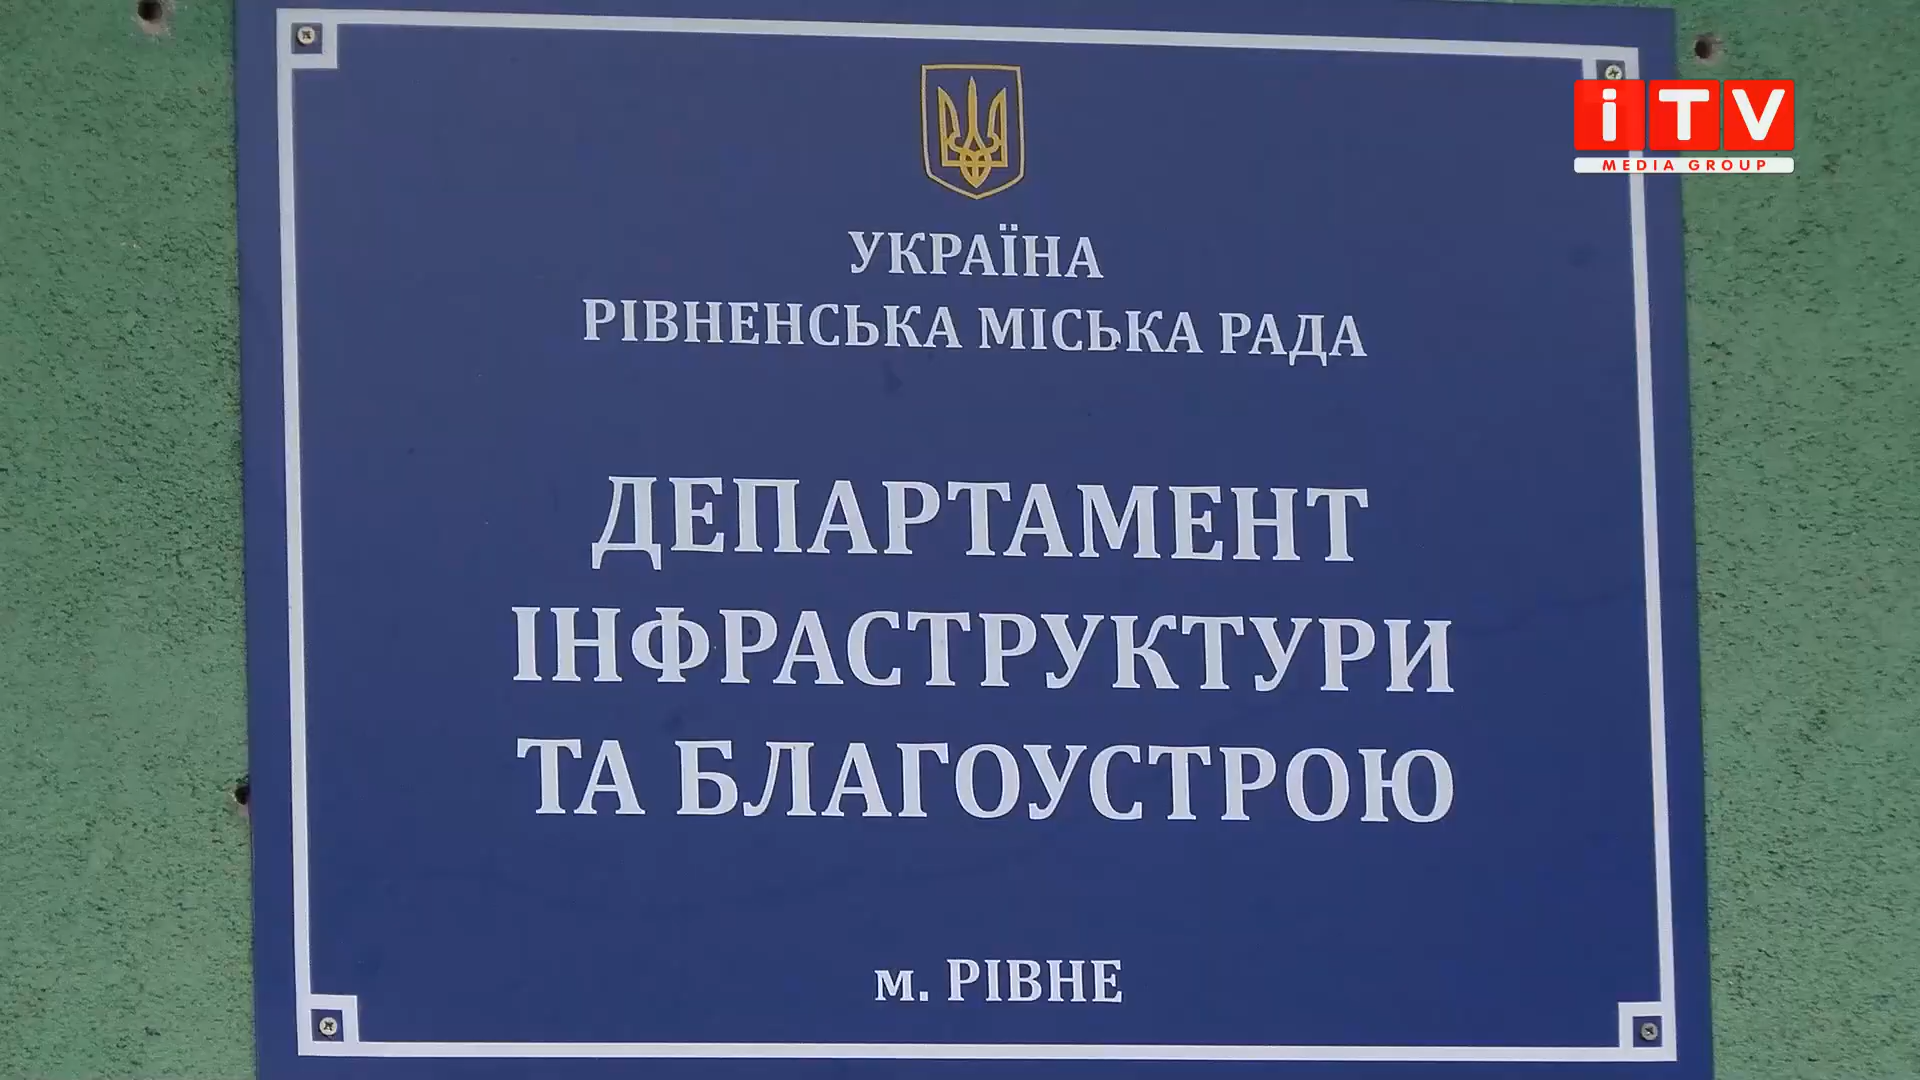 iTV
MEDIA GROUP
УКРАЇНА
РІВНЕНСЬКА МІСЬКА РАДА
ДЕПАРТАМЕНТ
ІНФРАСТРУКТУРИ
ТА БЛАГОУСТРОЮ
м. РІВНЕ